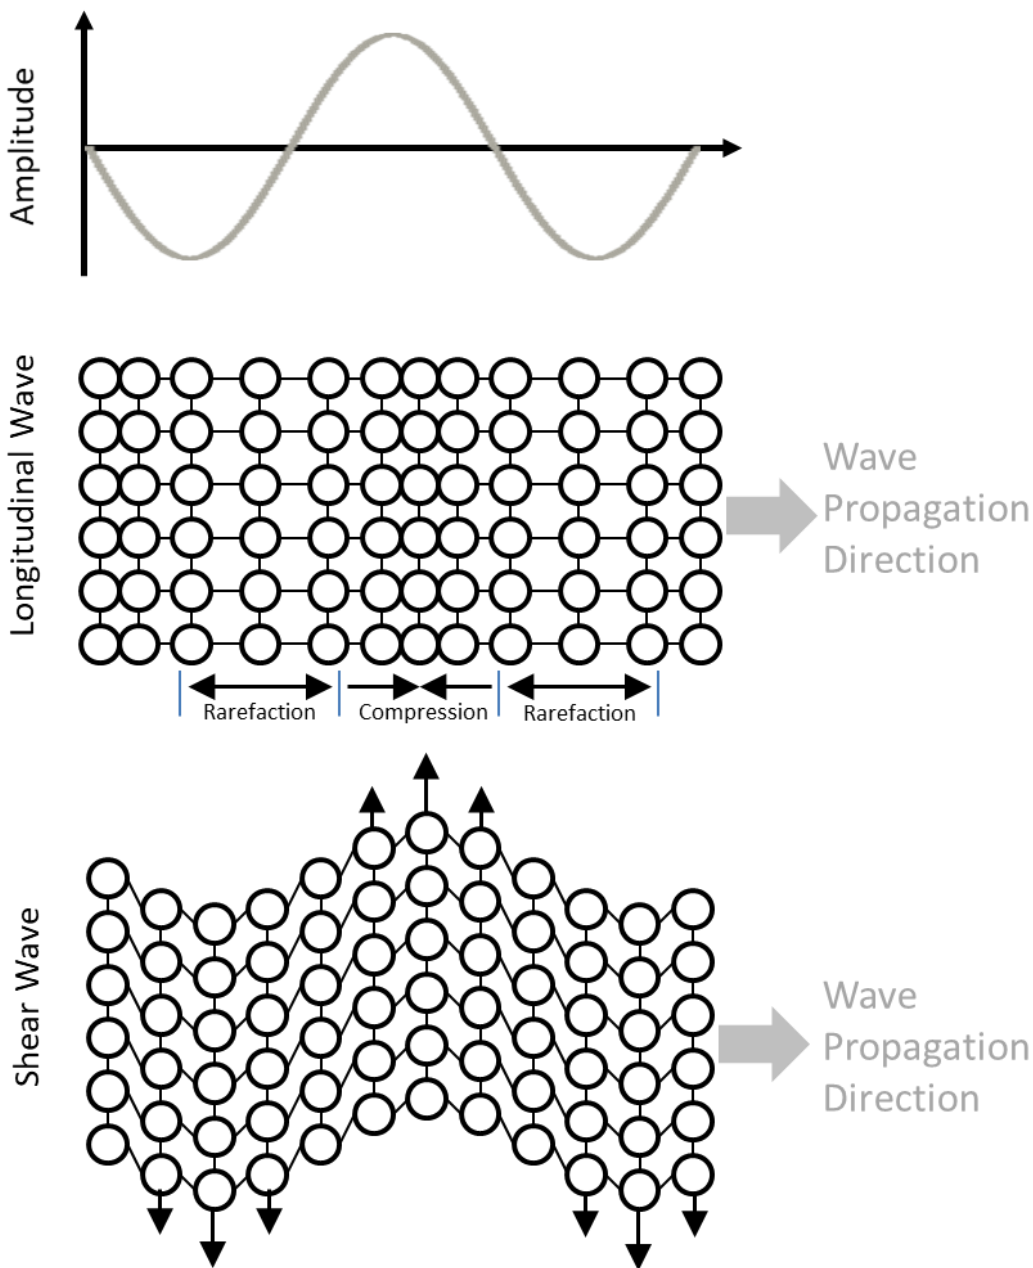 Amplitude
Longitudinal Wave
Wave
Propagation
Direction
Rarefaction
Compression
Rarefaction
Shear Wave
Wave
Propagation
Direction